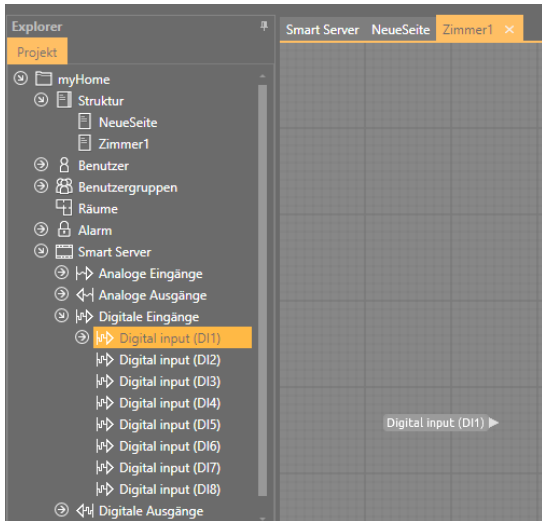 Explorer
Projekt
myHome
Struktur
NeueSeite
Zimmer1
Benutzer
Benutzergruppen
Räume
Alarm
Smart Server
Analoge Eingänge
Analoge Ausgänge
Digitale Eingänge
Digital input (DI1)
Digital input (DI2)
Digital input (DI3)
Digital input (DI4)
Digital input (DI5)
Digital input (DI6)
Digital input (DI7)
Digital input (DI8)
Digitale Ausgänge
Smart Server NeueSeite Zimmer1
Digital input (DI1)